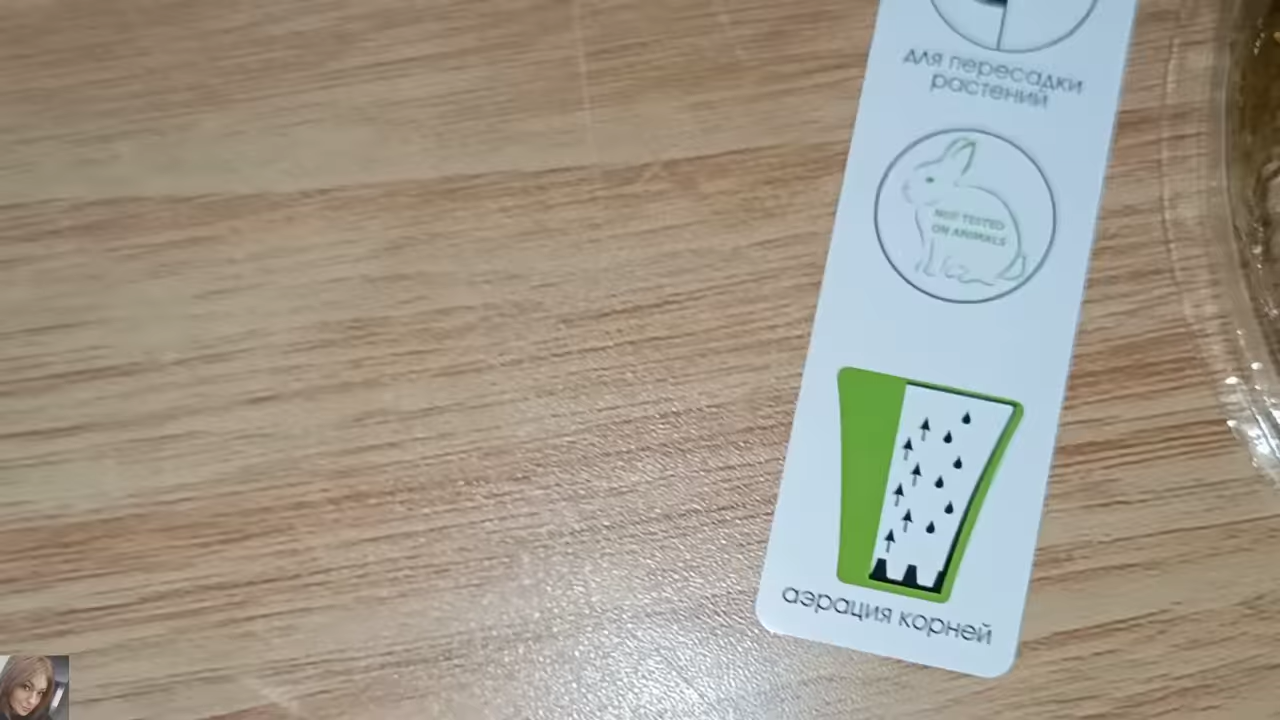 для пересадки
растений
NOT TESTED
ON ANIMALS
аэрация корней